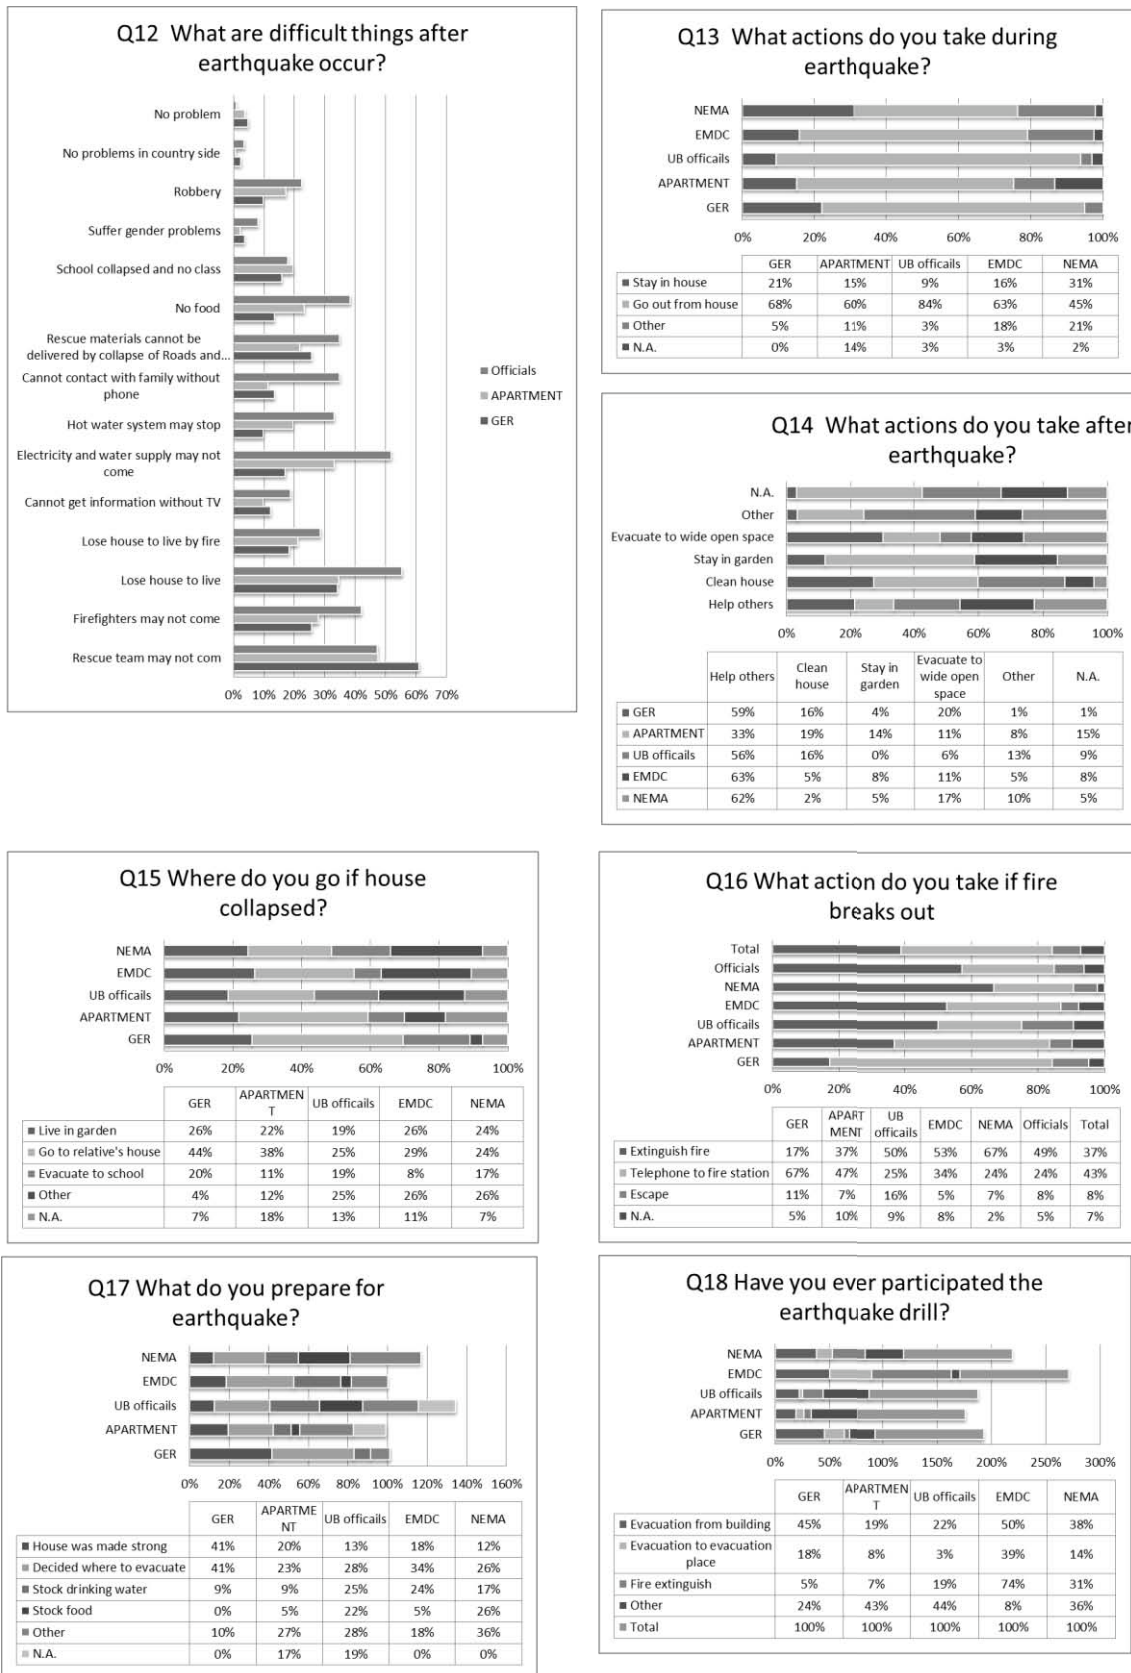 Q12 What are difficult things after
earthquake occur?
No problem
No problems in country side
Robbery
Suffer gender problems
School collapsed and no class
No food
Rescue materials cannot be
delivered by collapse of Roads and...
Cannot contact with family without
phone
Hot water system may stop
Electricity and water supply may not
come
Cannot get information without TV
Lose house to live by fire
Lose house to live
Firefighters may not come
Rescue team may not com
0% 10% 20% 30% 40% 50% 60% 70%
Officials
APARTMENT
GER
Q13 What actions do you take during
earthquake?
NEMA
EMDC
UB officails
APARTMENT
GER
0% 20% 40% 60% 80% 100%
GER APARTMENT UB officails EMDC NEMA
Stay in house 21% 15% 9% 16% 31%
Go out from house 68% 60% 84% 63% 45%
Other 5% 11% 3% 18% 21%
N.A. 0% 14% 3% 3% 2%
Q14 What actions do you take after
earthquake?
N.A.
Other
Evacuate to wide open space
Stay in garden
Clean house
Help others
0% 20% 40% 60% 80% 100%
Help others Clean house Stay in garden Evacuate to wide open space Other N.A.
GER 59% 16% 4% 20% 1% 1%
APARTMENT 33% 19% 14% 11% 8% 15%
UB officails 56% 16% 0% 6% 13% 9%
EMDC 63% 5% 8% 11% 5% 8%
NEMA 62% 2% 5% 17% 10% 5%
Q15 Where do you go if house
collapsed?
NEMA
EMDC
UB officails
APARTMENT
GER
0% 20% 40% 60% 80% 100%
GER APARTMENT UB officails EMDC NEMA
Live in garden 26% 22% 19% 26% 24%
Go to relative's house 44% 38% 25% 29% 24%
Evacuate to school 20% 11% 19% 8% 17%
Other 4% 12% 25% 26% 26%
N.A. 7% 18% 13% 11% 7%
Q16 What action do you take if fire
breaks out
Total
Officials
NEMA
EMDC
UB officails
APARTMENT
GER
0% 20% 40% 60% 80% 100%
GER APARTMENT UB officails EMDC NEMA Officials Total
Extinguish fire 17% 37% 50% 53% 67% 49% 37%
Telephone to fire station 67% 47% 25% 34% 24% 24% 43%
Escape 11% 7% 16% 5% 7% 8% 8%
N.A. 5% 10% 9% 8% 2% 5% 7%
Q17 What do you prepare for
earthquake?
NEMA
EMDC
UB officails
APARTMENT
GER
0% 20% 40% 60% 80% 100% 120% 140% 160%
GER APARTMENT UB officails EMDC NEMA
House was made strong 41% 20% 13% 18% 12%
Decided where to evacuate 41% 23% 28% 34% 26%
Stock drinking water 9% 9% 25% 24% 17%
Stock food 0% 5% 22% 5% 26%
Other 10% 27% 28% 18% 36%
N.A. 0% 17% 19% 0% 0%
Q18 Have you ever participated the
earthquake drill?
NEMA
EMDC
UB officails
APARTMENT
GER
0% 50% 100% 150% 200% 250% 300%
GER APARTMENT UB officails EMDC NEMA
Evacuation from building 45% 19% 22% 50% 38%
Evacuation to evacuation
place 18% 8% 3% 39% 14%
Fire extinguish 5% 7% 19% 74% 31%
Other 24% 43% 44% 8% 36%
Total 100% 100% 100% 100% 100%